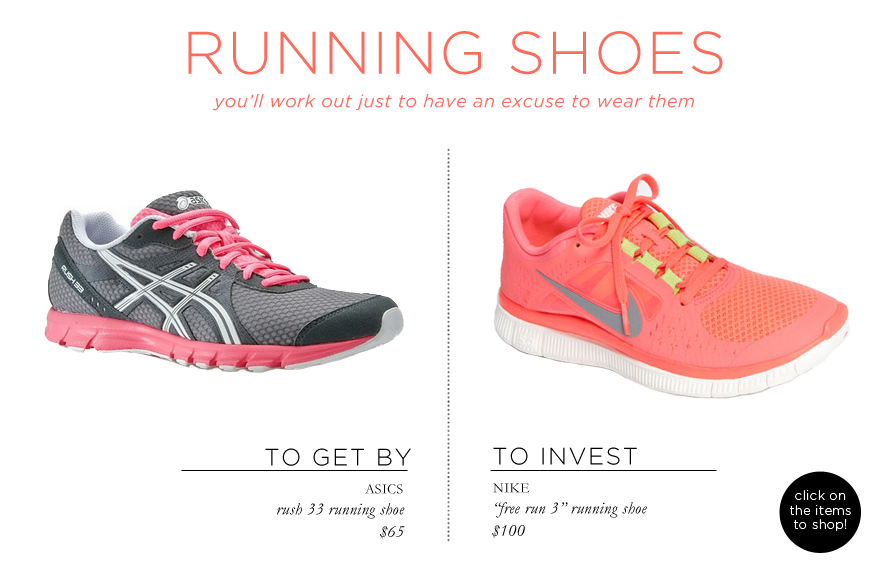 RUNNING SHOES
you'll work out just to have an excuse to wear them
asics
RUSH 33
NIKE
TO GET BY
ASICS
rush 33 running shoe
$65
TO INVEST
NIKE
“free run 3” running shoe
$100
click on
the items
to shop!